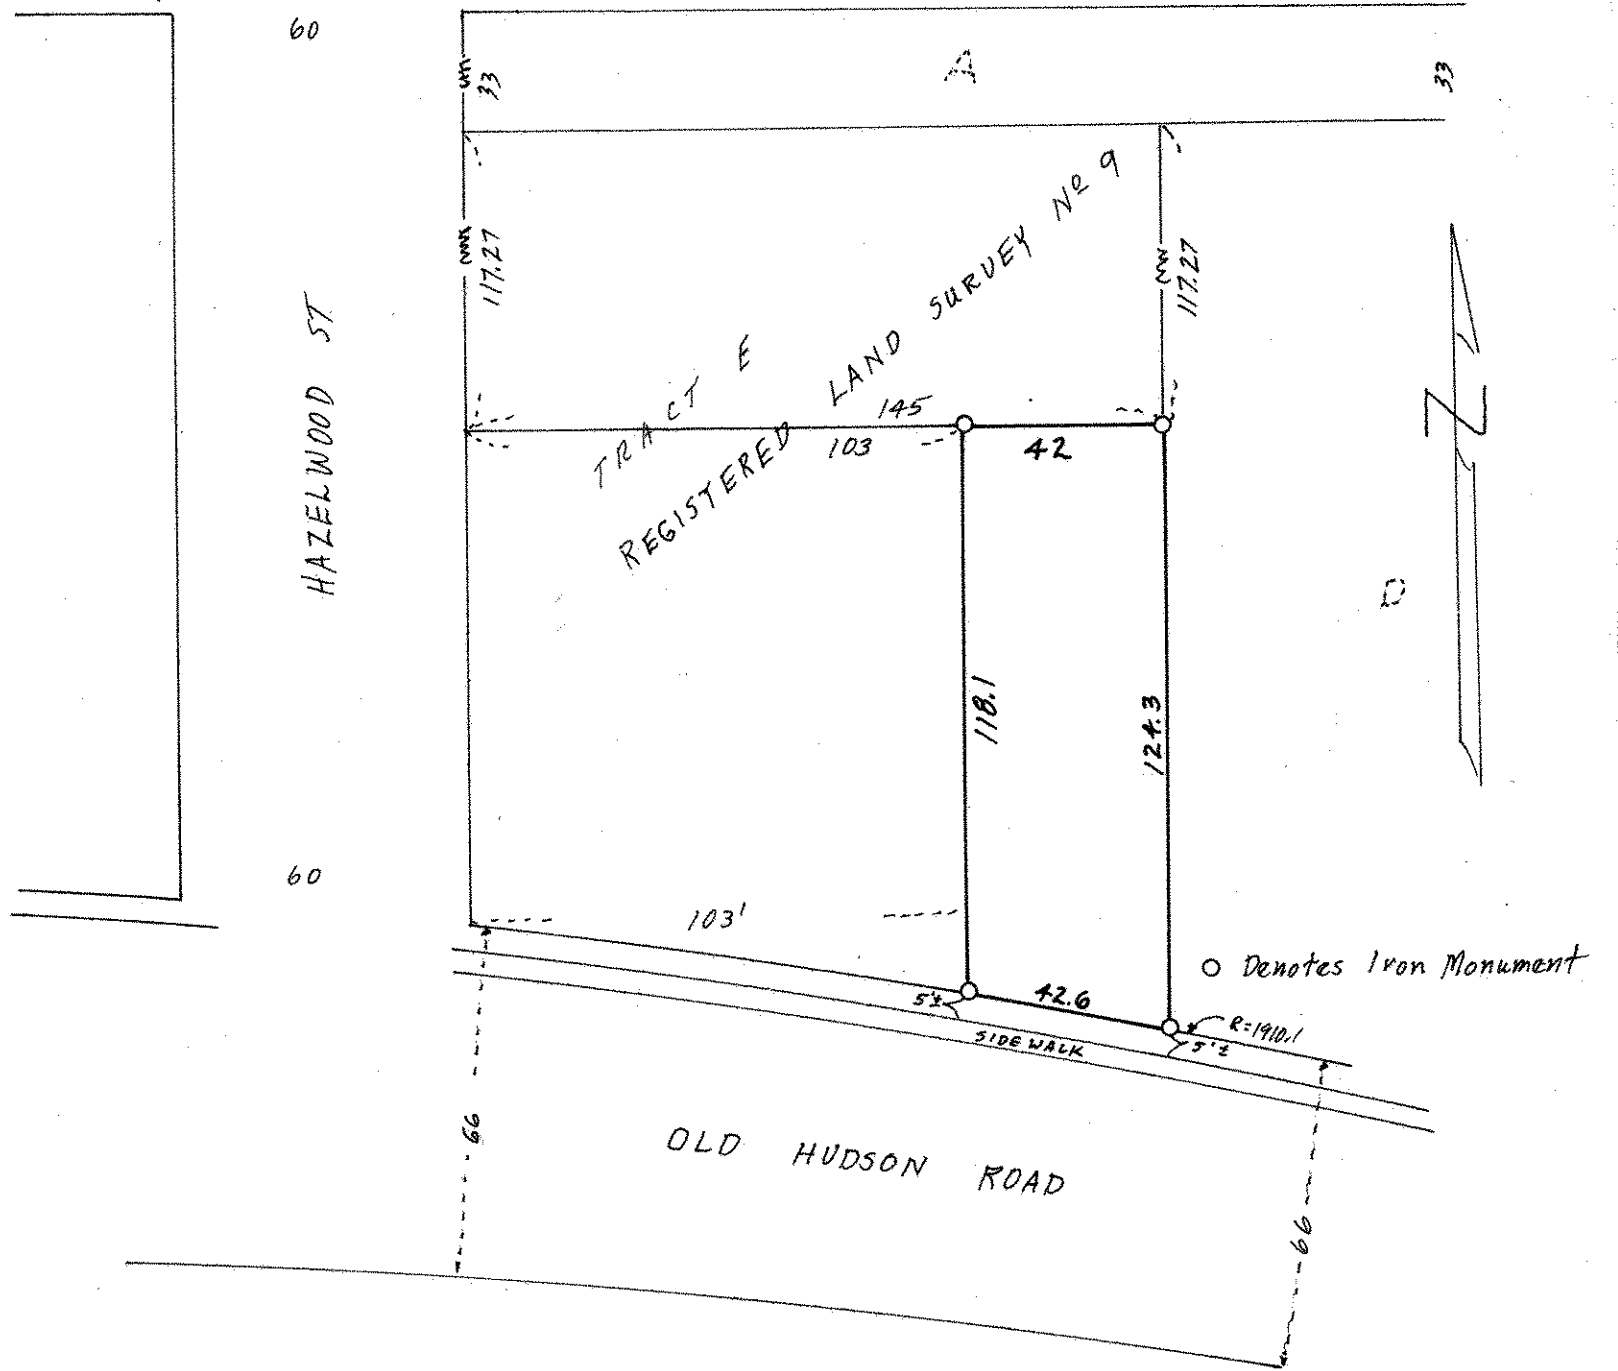 60
A
33
33
117.27
117.27
HAZELWOOD ST.
TRACT E
REGISTERED LAND SURVEY Nº 9
145
103
42
N
D
118.1
124.3
60
103'
O Denotes Iron Monument
5'±
42.6
R=1910.1
5'±
SIDEWALK
66
OLD HUDSON ROAD
66